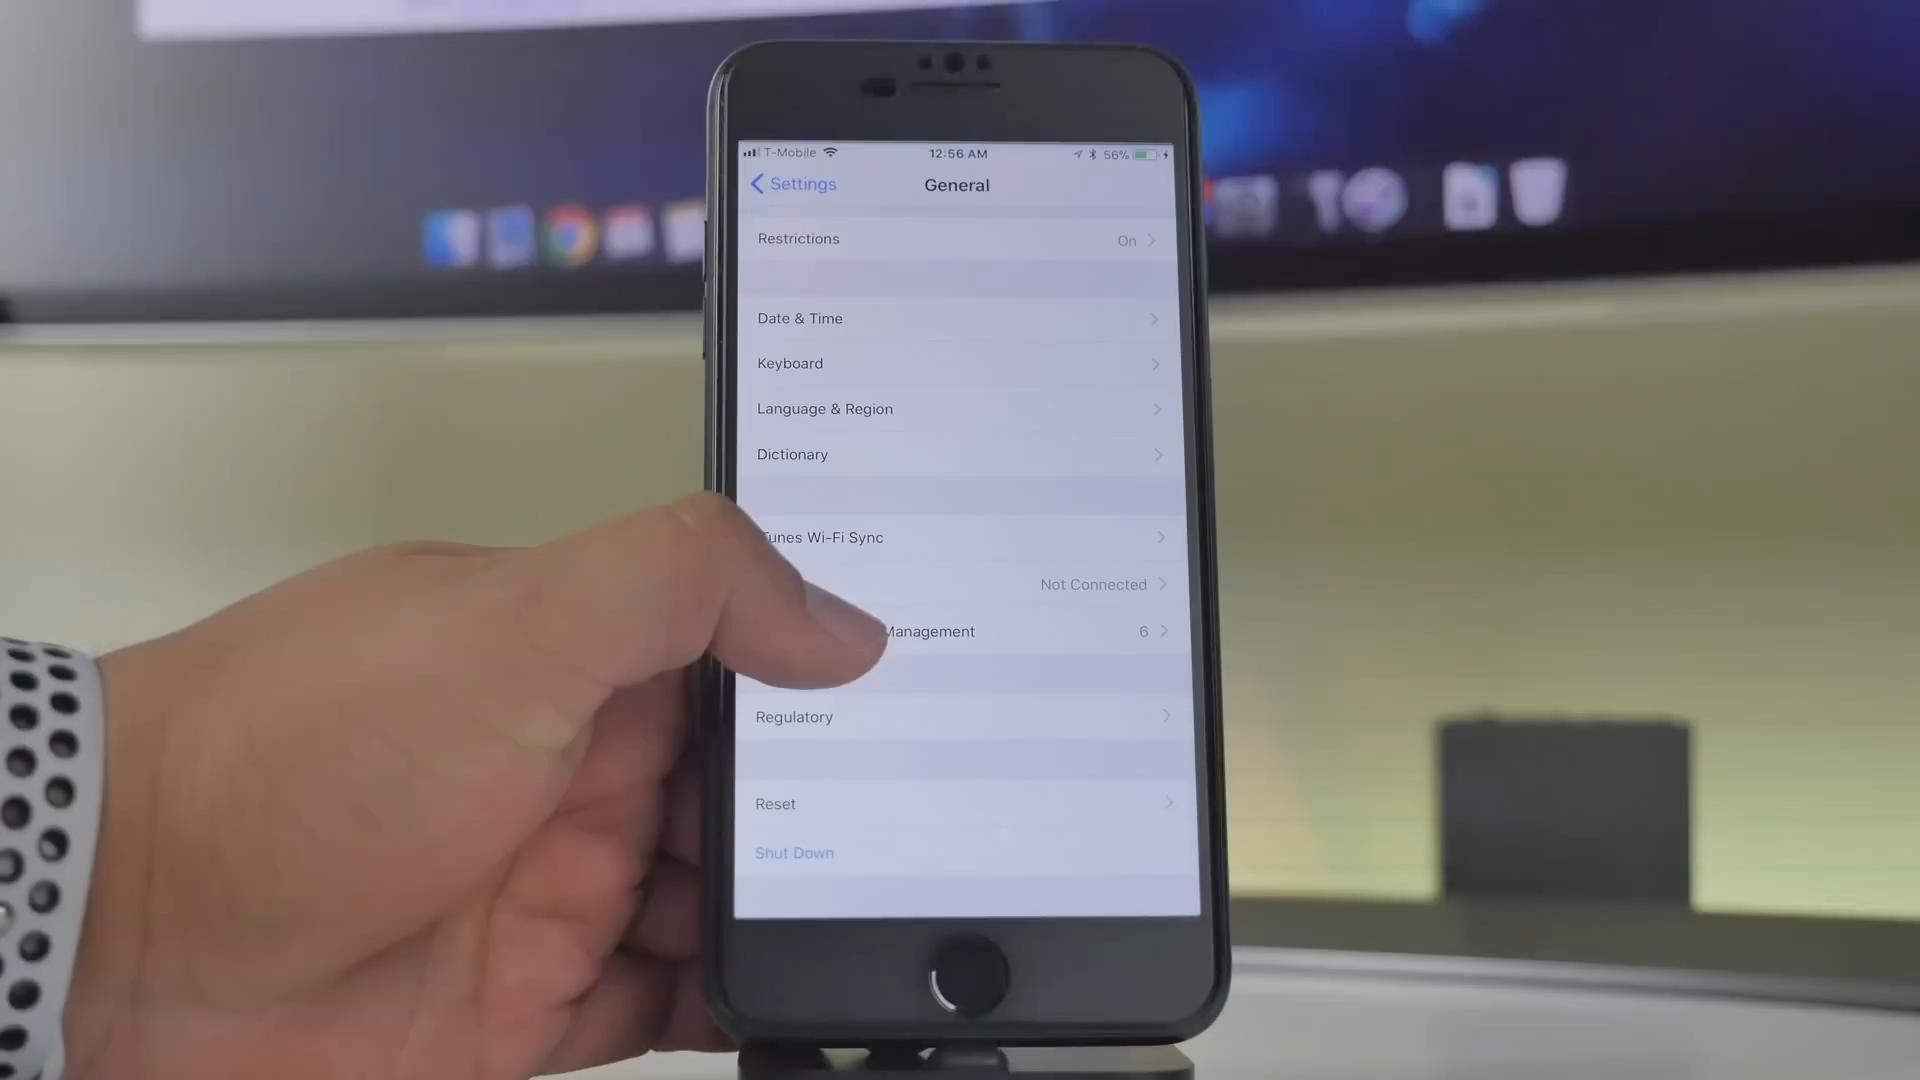 T-Mobile 12:56 AM 56%
Settings General
Restrictions On
Date & Time
Keyboard
Language & Region
Dictionary
Tunes Wi-Fi Sync
Not Connected
Management 6
Regulatory
Reset
Shut Down